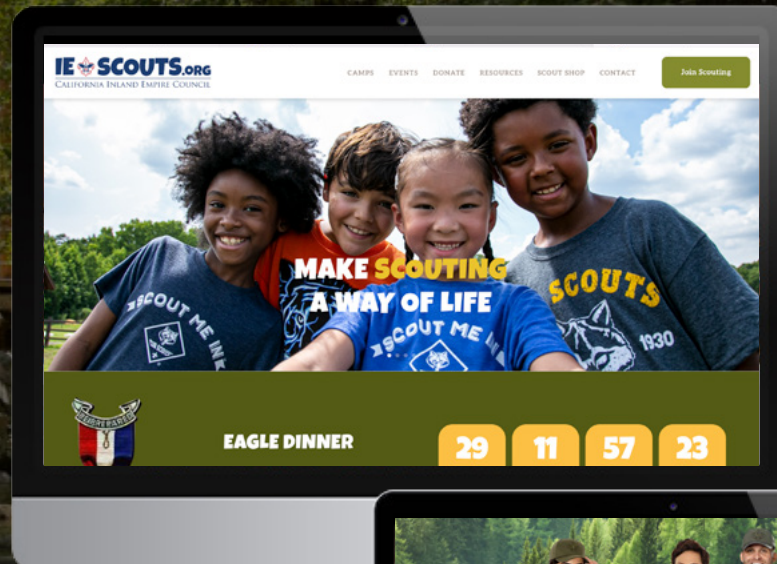 IE SCOUTS.ORG
CALIFORNIA INLAND EMPIRE COUNCIL
CAMPS EVENTS DONATE RESOURCES SCOUT SHOP CONTACT Join Scouting
MAKE SCOUTING
A WAY OF LIFE
SCOUT ME IN
SCOUT ME IN
SCOUTS
1930
EAGLE DINNER
29 11 57 23